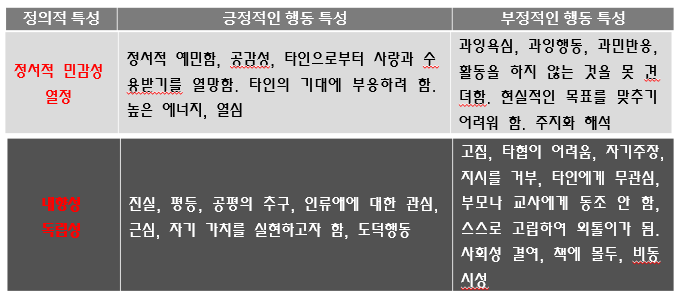 정의적 특성
긍정적인 행동 특성
부정적인 행동 특성
정서적 민감성
열정
정서적 예민함, 공감성, 타인으로부터 사랑과 수
용받기를 열망함. 타인의 기대에 부응하려 함.
높은 에너지, 열심
과잉욕심, 과잉행동, 과민반응,
활동을 하지 않는 것을 못 견
뎌함. 현실적인 목표를 맞추기
어려워 함. 주지화 해석
독립성
진실, 평등, 공평의 추구, 인류에에 대한 관심,
근심, 자기 가치를 실현하고자 함, 도덕행동
고집, 타협이 어려움, 자기주장,
지시를 거부, 타인에게 무관심,
부모나 교사에게 동조 안 함,
스스로 고립하여 외톨이가 됨.
사회성 결여, 책에 몰두, 비동
시성